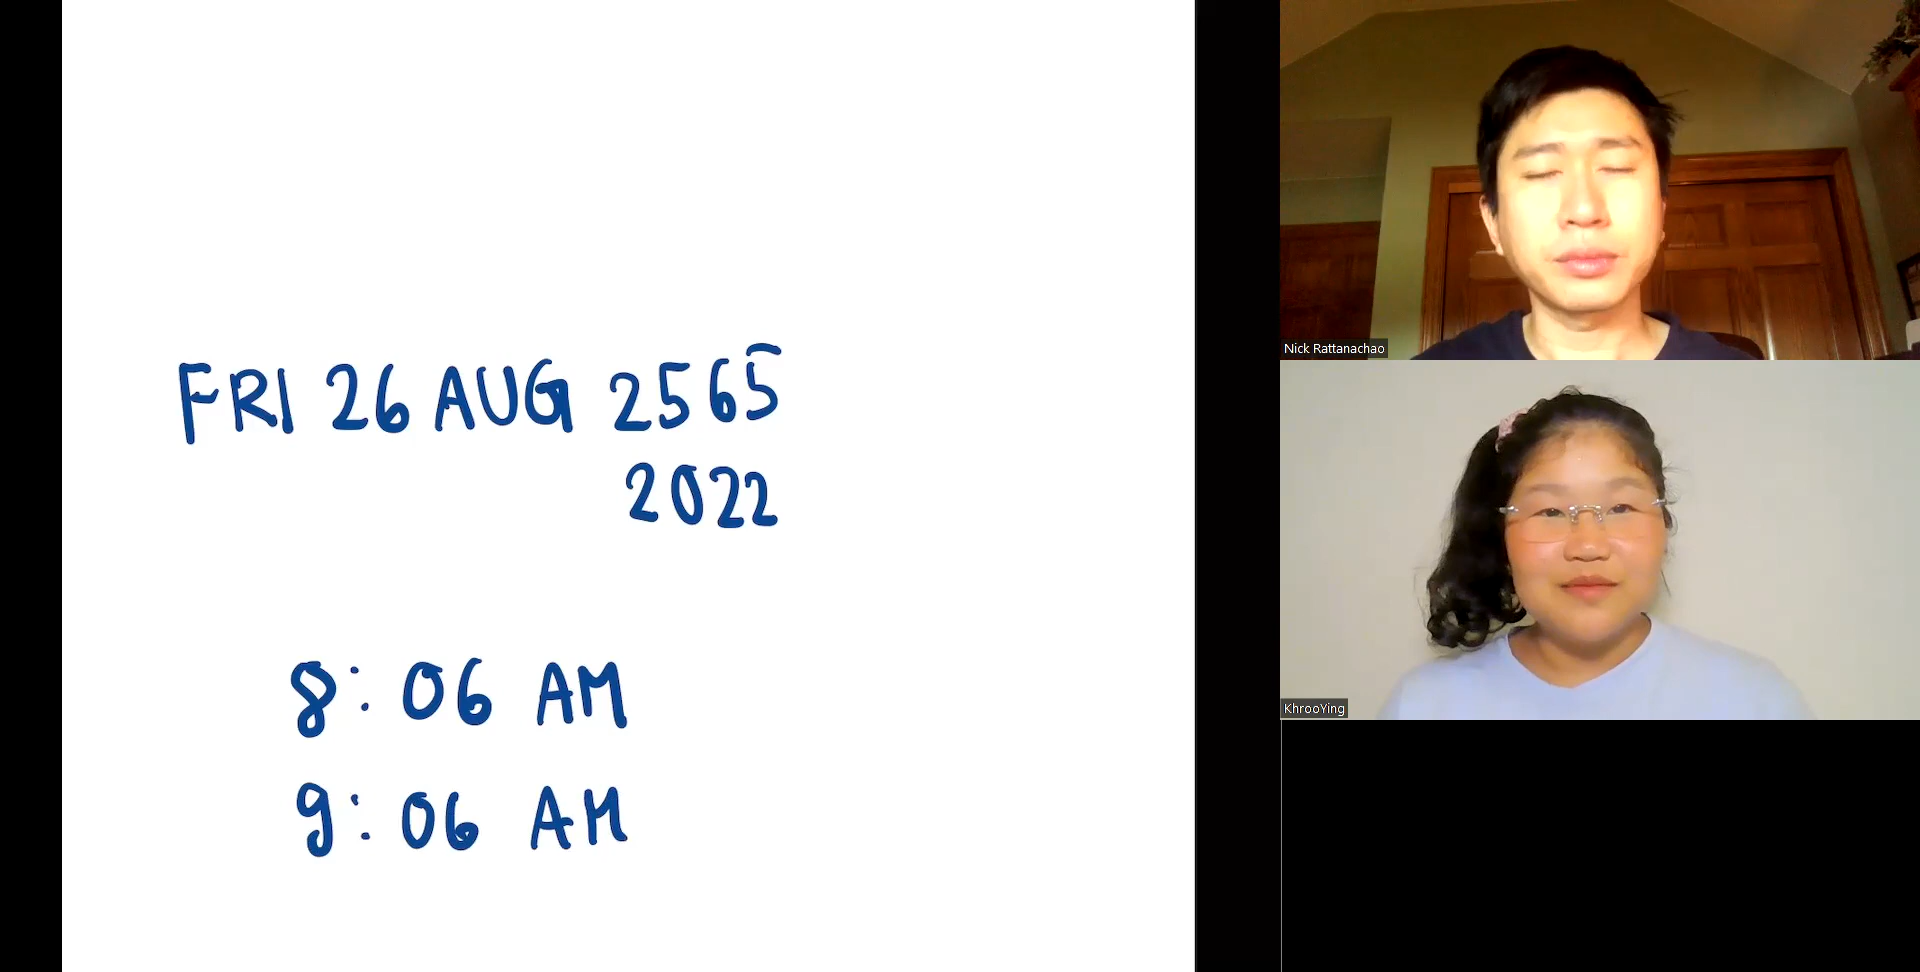 FRI 26 AUG 2565
2022
8:06 AM
9:06 AM
Nick Rattanachao
KhrooYing